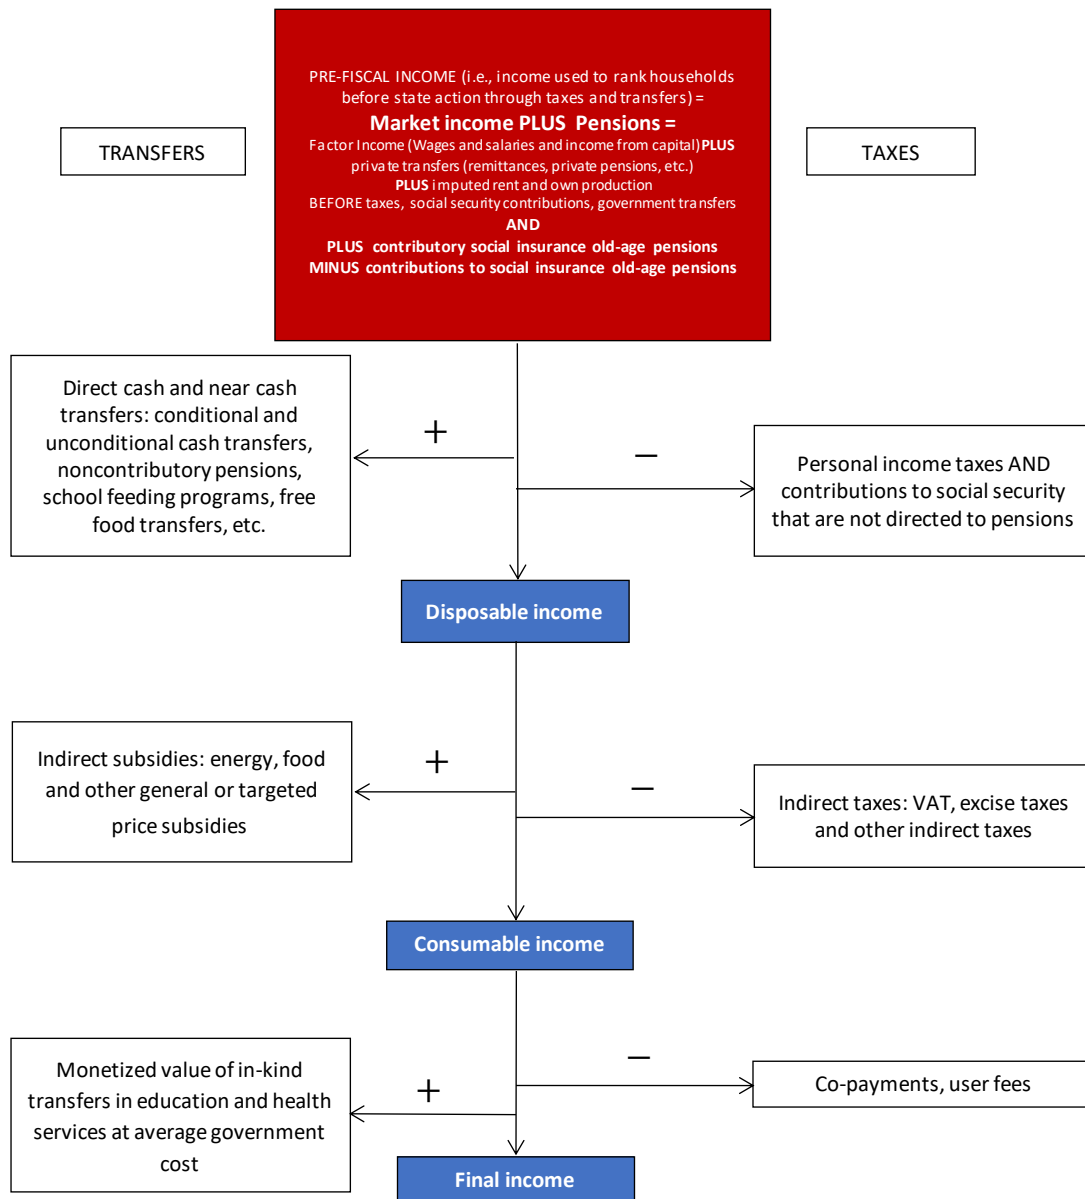 PRE-FISCAL INCOME (i.e., income used to rank households
before state action through taxes and transfers) =
Market income PLUS Pensions =
Factor Income (Wages and salaries and income from capital) PLUS
private transfers (remittances, private pensions, etc.)
PLUS imputed rent and own production
BEFORE taxes, social security contributions, government transfers
AND
PLUS contributory social insurance old-age pensions
MINUS contributions to social insurance old-age pensions
TRANSFERS
TAXES
Direct cash and near cash
transfers: conditional and
unconditional cash transfers,
noncontributory pensions,
school feeding programs, free
food transfers, etc.
+
−
Personal income taxes AND
contributions to social security
that are not directed to pensions
Disposable income
Indirect subsidies: energy, food
and other general or targeted
price subsidies
+
−
Indirect taxes: VAT, excise taxes
and other indirect taxes
Consumable income
Monetized value of in-kind
transfers in education and health
services at average government
cost
+
−
Co-payments, user fees
Final income